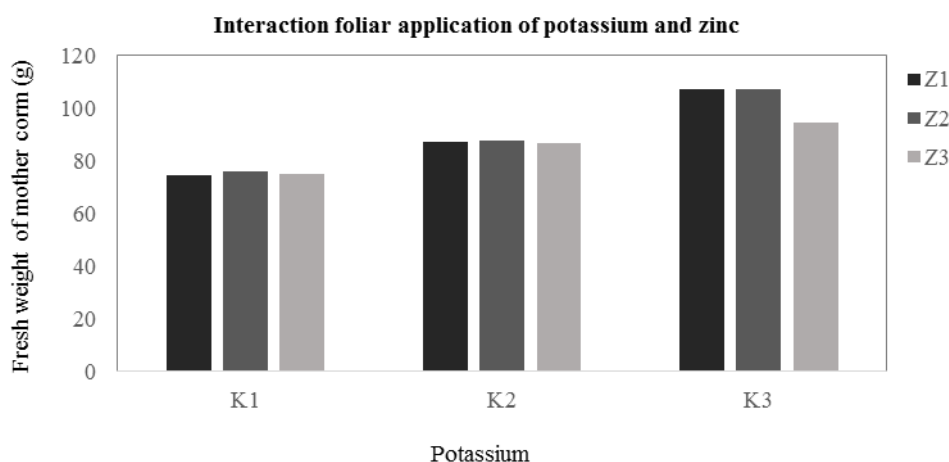 Interaction foliar application of potassium and zinc
Fresh weight of mother corm (g)
120
100
80
60
40
20
0
K1 K2 K3
Potassium
Z1
Z2
Z3